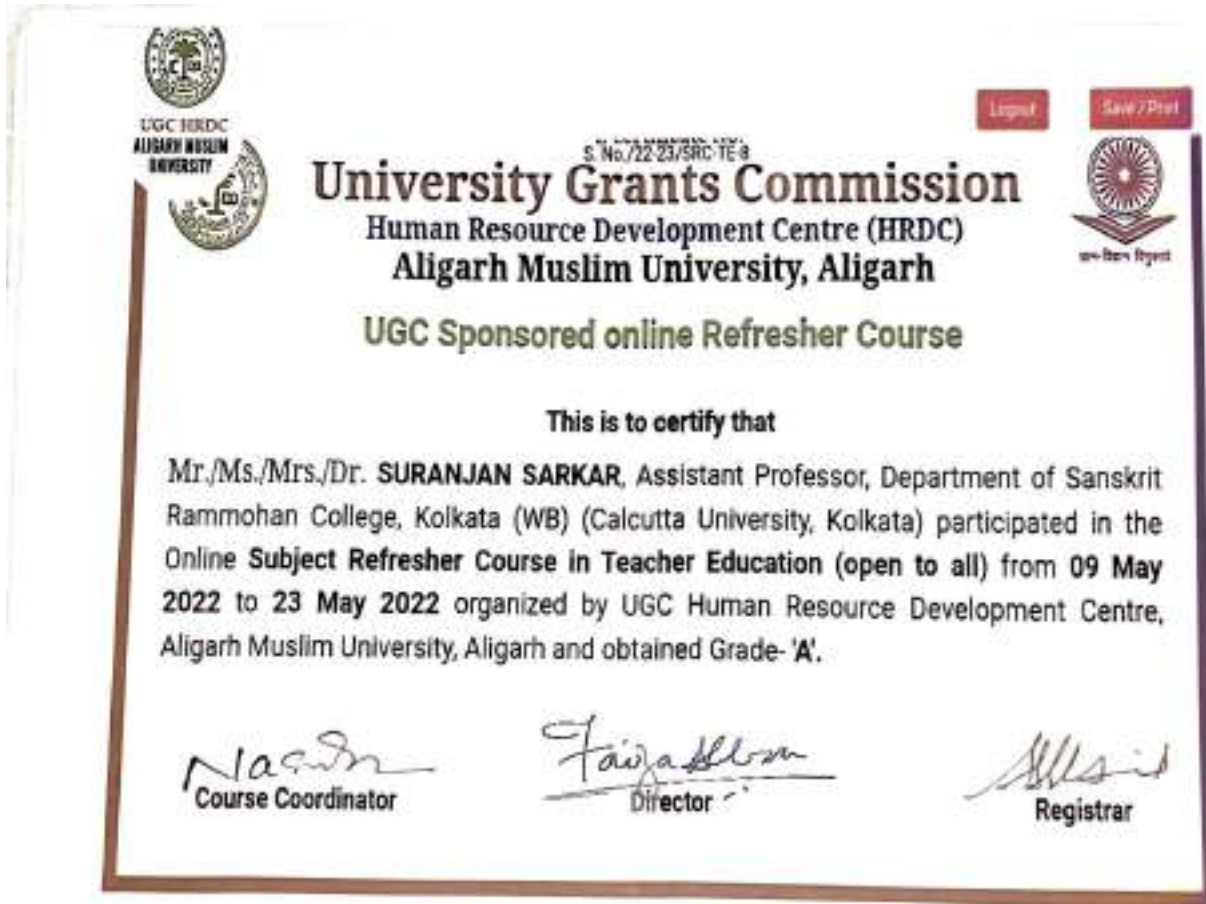 UGC HRDC
ALIGARH MUSLIM
UNIVERSITY
Logout
Save / Print
S. No./22-23/SRC-TE-8
University Grants Commission
Human Resource Development Centre (HRDC)
Aligarh Muslim University, Aligarh
UGC Sponsored online Refresher Course
This is to certify that
Mr./Ms./Mrs./Dr. SURANJAN SARKAR, Assistant Professor, Department of Sanskrit
Rammohan College, Kolkata (WB) (Calcutta University, Kolkata) participated in the
Online Subject Refresher Course in Teacher Education (open to all) from 09 May
2022 to 23 May 2022 organized by UGC Human Resource Development Centre,
Aligarh Muslim University, Aligarh and obtained Grade- 'A'.
Course Coordinator
Director
Registrar